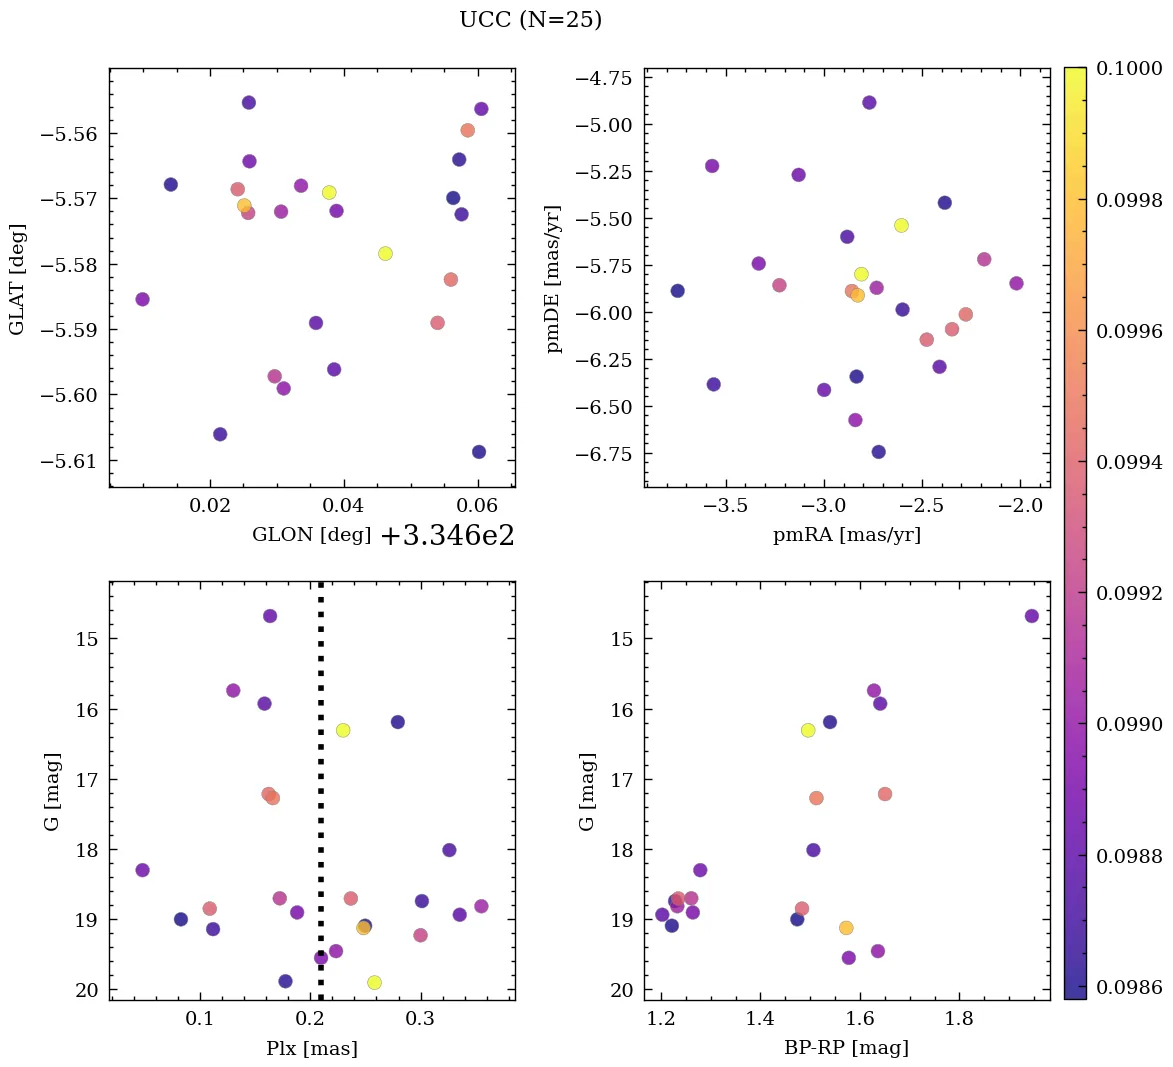 UCC (N=25)
−5.56
−5.57
−5.58
−5.59
−5.60
−5.61
GLAT [deg]
0.02 0.04 0.06
GLON [deg] +3.346e2
−4.75
−5.00
−5.25
−5.50
−5.75
−6.00
−6.25
−6.50
−6.75
pmDE [mas/yr]
−3.5 −3.0 −2.5 −2.0
pmRA [mas/yr]
15
16
17
18
19
20
G [mag]
0.1 0.2 0.3
Plx [mas]
15
16
17
18
19
20
G [mag]
1.2 1.4 1.6 1.8
BP-RP [mag]
0.1000
0.0998
0.0996
0.0994
0.0992
0.0990
0.0988
0.0986